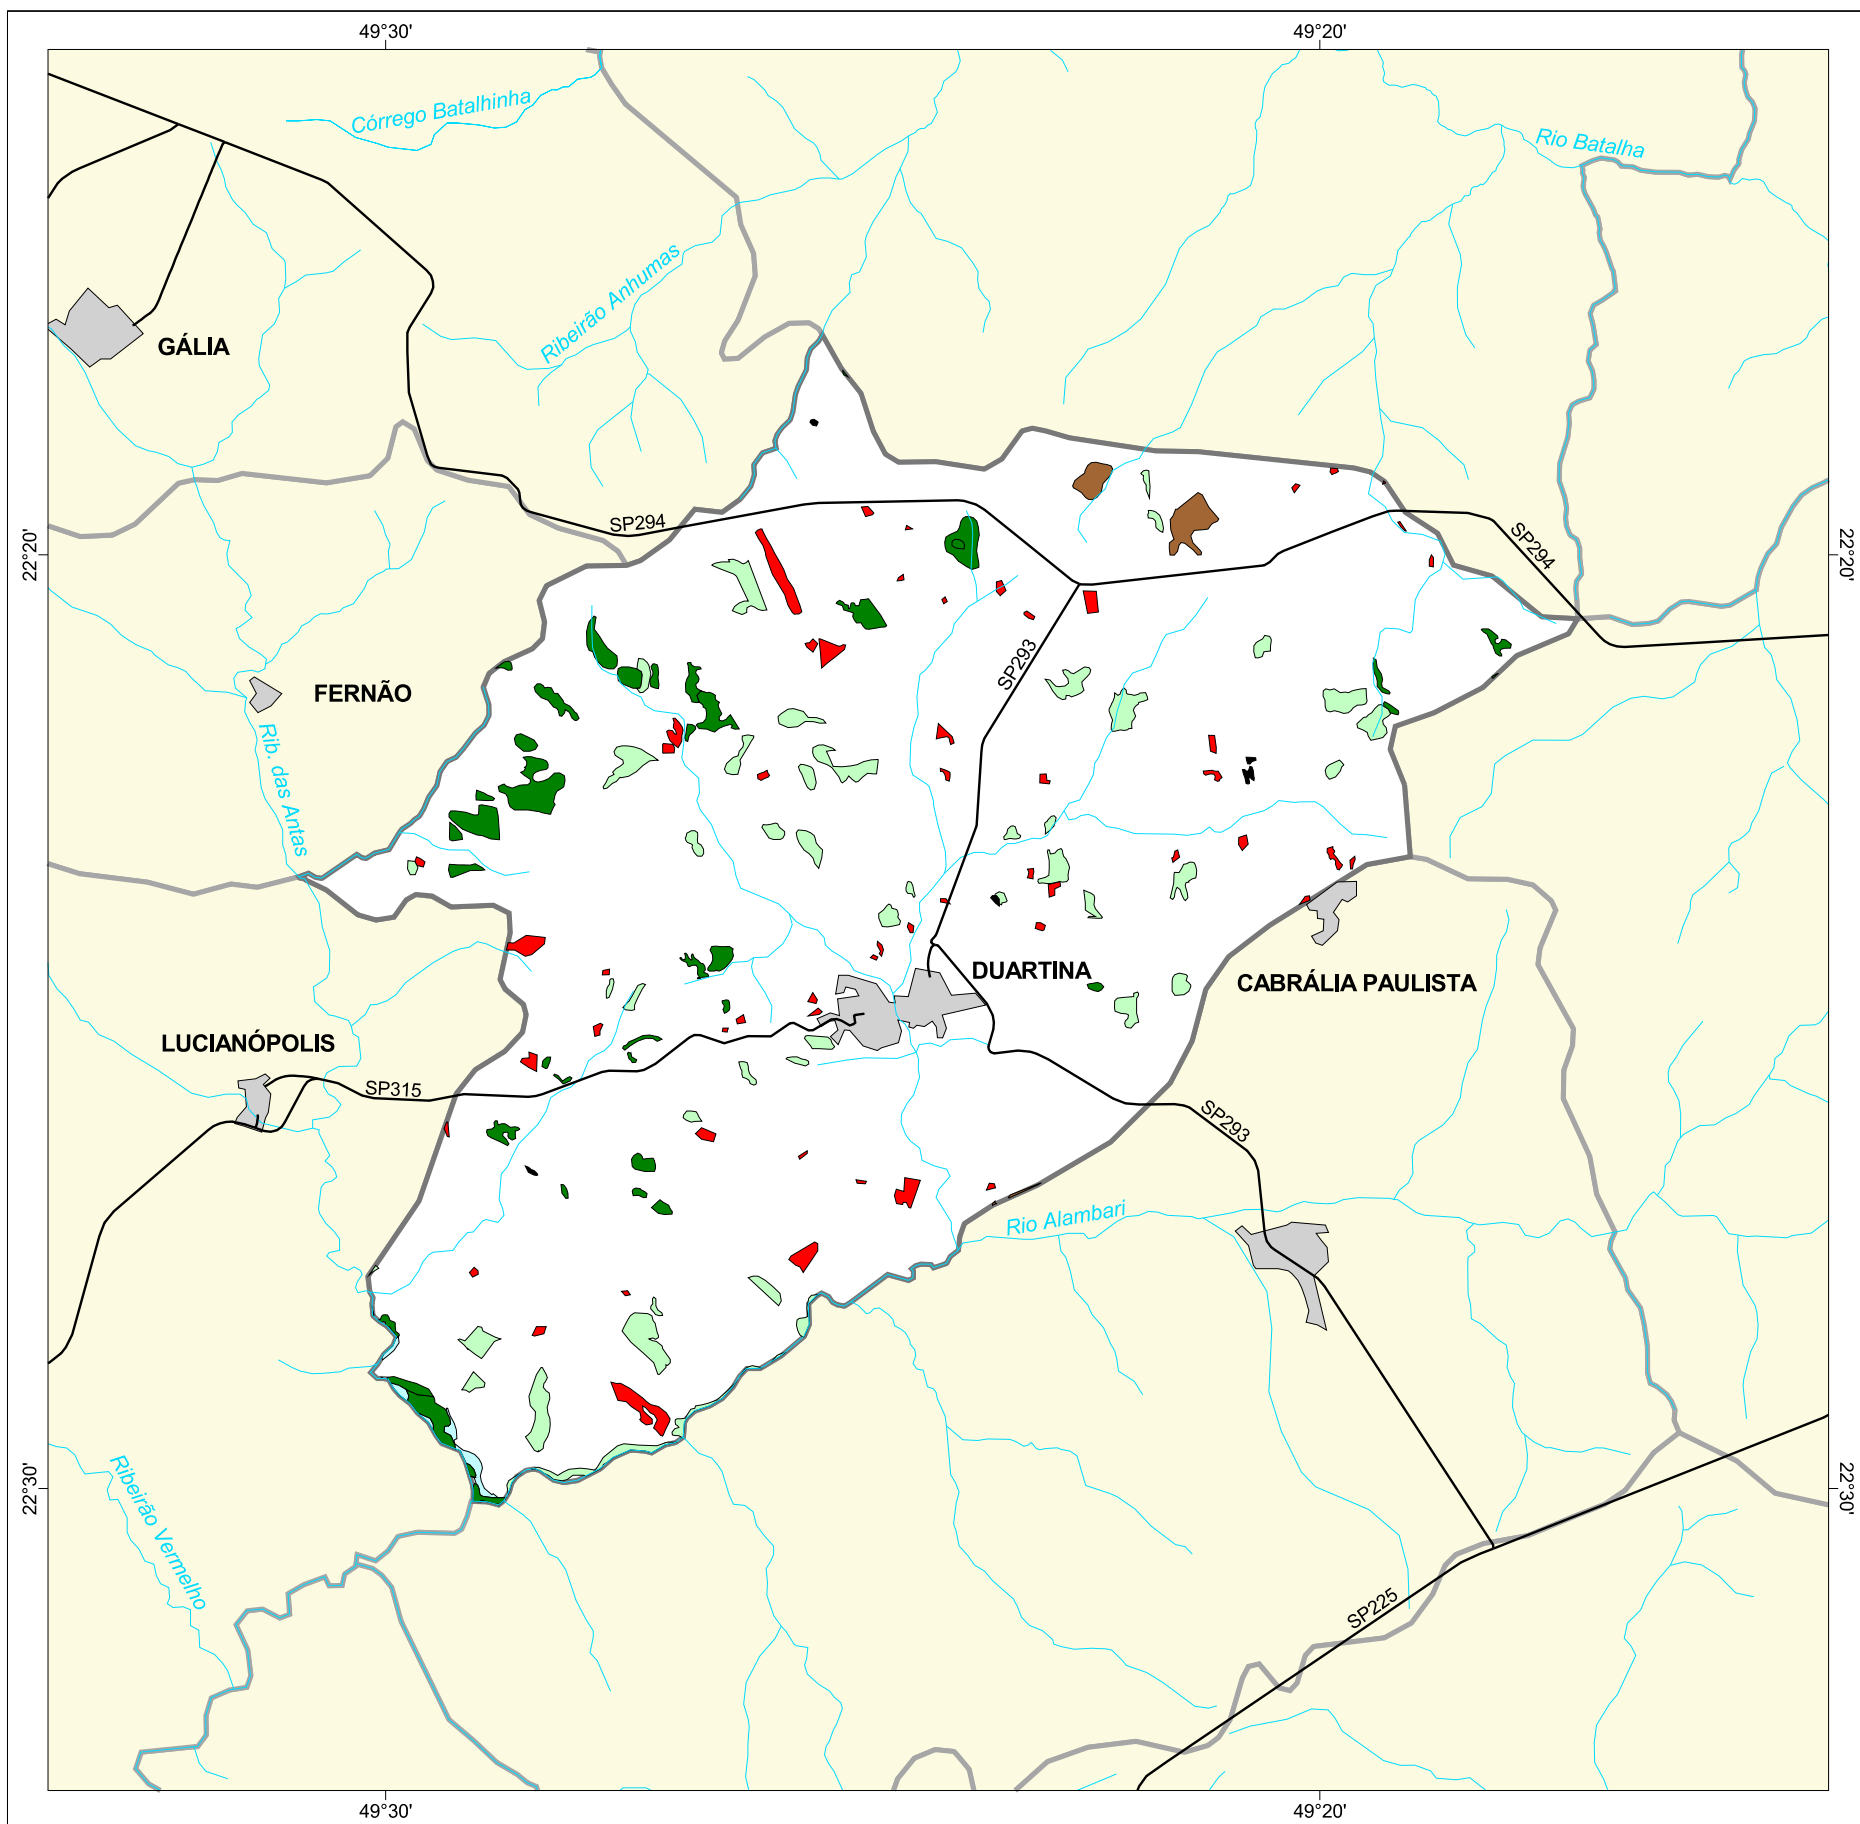 49°30'
49°20'
Córrego Batalhinha
Rio Batalha
Ribeirão Anhumas
GÁLIA
SP294
SP294
22°20'
22°20'
SP293
FERNÃO
Rib. das Antas
DUARTINA
CABRÁLIA PAULISTA
LUCIANÓPOLIS
SP315
SP293
Rio Alambari
22°30'
22°30'
Ribeirão Vermelho
SP225
49°30'
49°20'